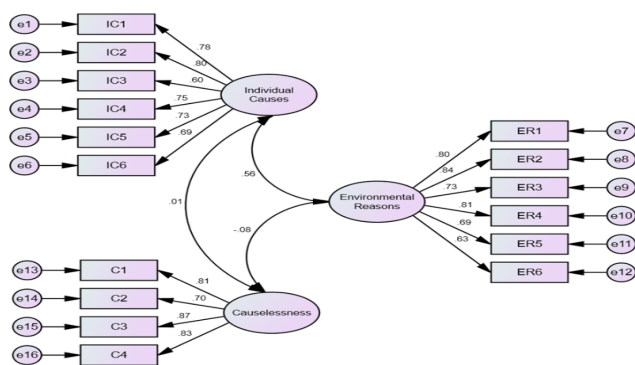 e1
IC1
.78
e2
IC2
.80
e3
IC3
.60
e4
IC4
.75
e5
IC5
.73
e6
IC6
.69
Individual
Causes
.56
.01
-.08
Environmental
Reasons
ER1
e7
.80
ER2
e8
.84
ER3
e9
.73
ER4
e10
.81
ER5
e11
.69
ER6
e12
.63
e13
C1
.81
e14
C2
.70
e15
C3
.87
e16
C4
.83
Causelessness